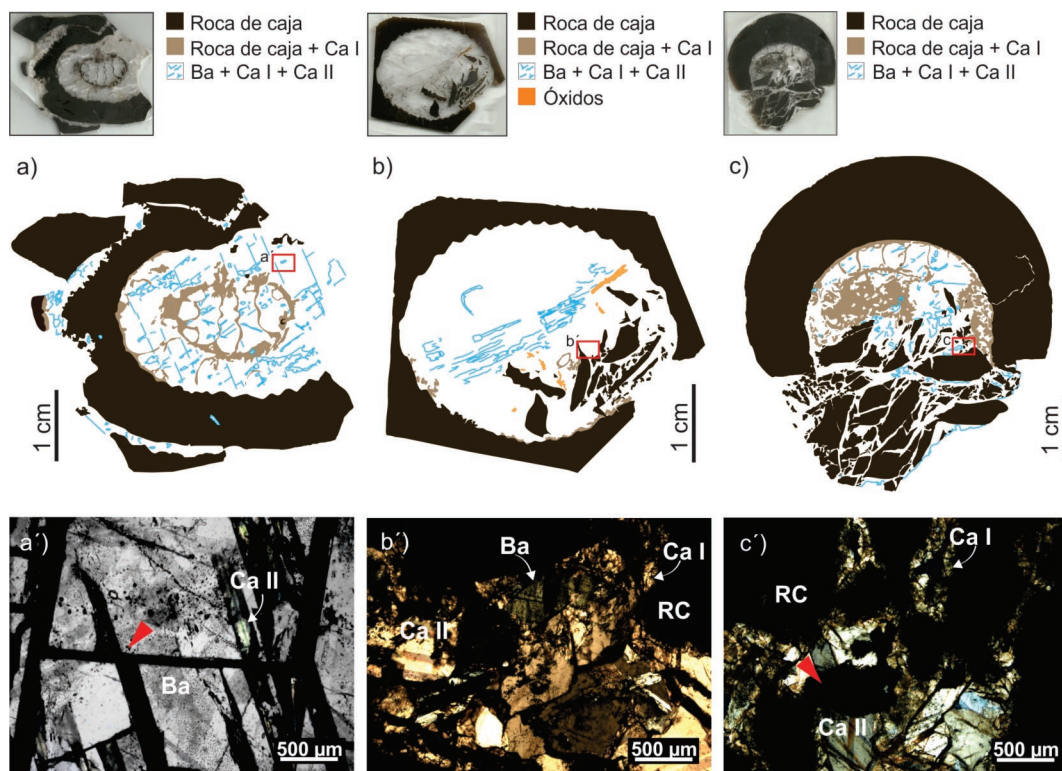 Roca de caja
Roca de caja + Ca I
Ba + Ca I + Ca II
Roca de caja
Roca de caja + Ca I
Ba + Ca I + Ca II
Óxidos
Roca de caja
Roca de caja + Ca I
Ba + Ca I + Ca II
a)
b)
c)
a´
b´
c´
1 cm
1 cm
1 cm
a´)
Ca II
Ba
500 µm
b´)
Ba
Ca I
RC
Ca II
500 µm
c´)
Ca I
RC
Ca II
500 µm